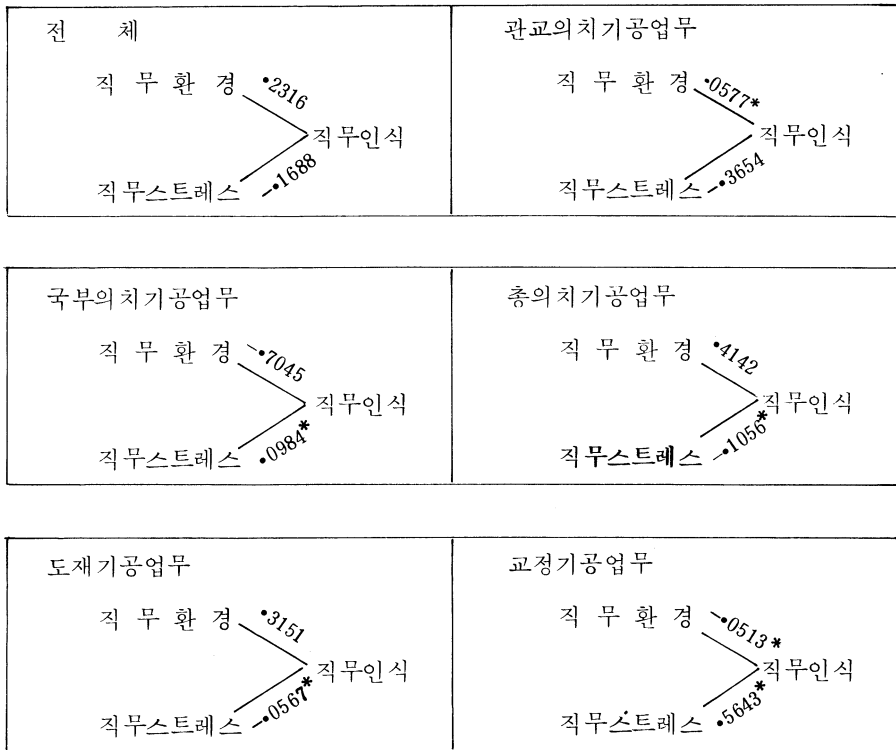 전 체
직 무 환 경 •2316
직무인식
직무스트레스 -•1688
관교의치기공업무
직 무 환 경 •0577*
직무인식
직무스트레스 -•3654
국부의치기공업무
직 무 환 경 -•7045
직무인식
직무스트레스 •0984*
총의치기공업무
직 무 환 경 •4142
직무인식
직무스트레스 -•1056*
도재기공업무
직 무 환 경 •3151
직무인식
직무스트레스 -•0567*
교정기공업무
직 무 환 경 -•0513*
직무인식
직무스트레스 •5643*